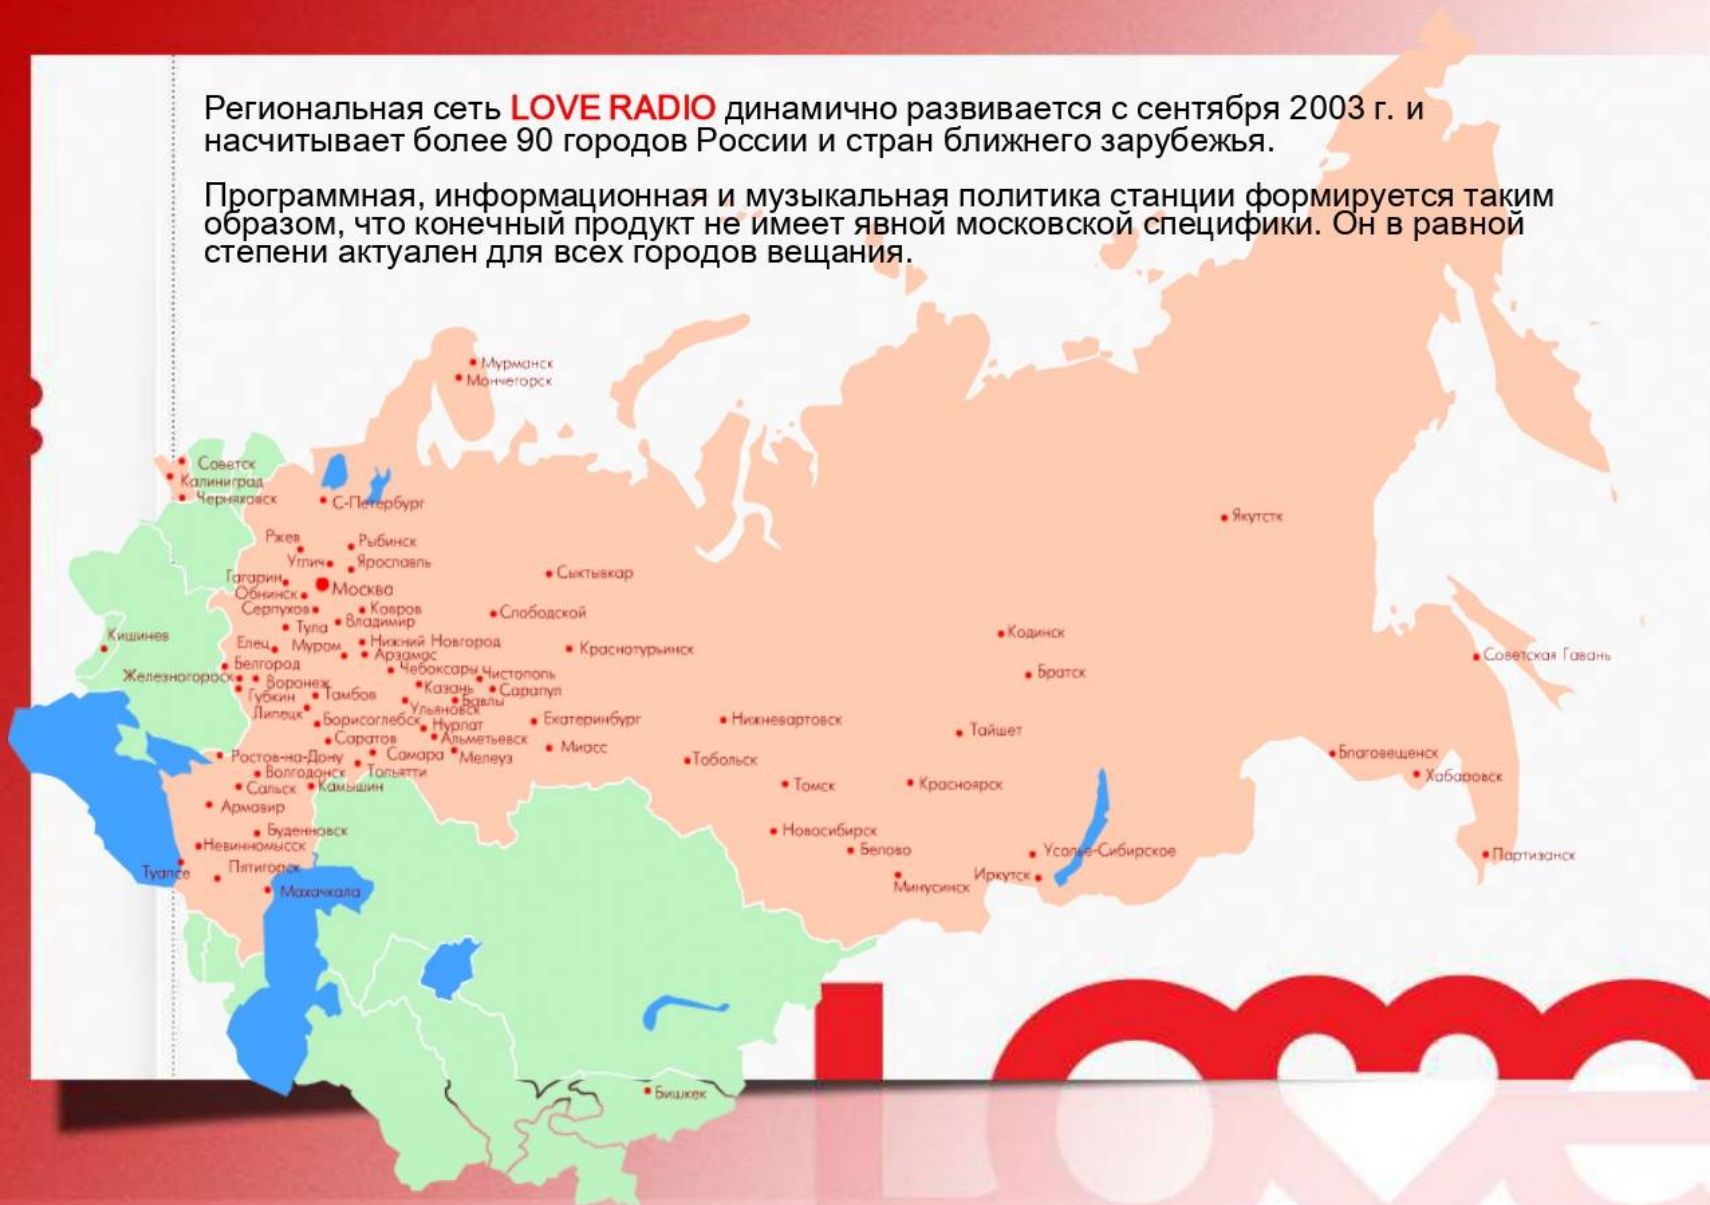 Региональная сеть LOVE RADIO динамично развивается с сентября 2003 г. и
насчитывает более 90 городов России и стран ближнего зарубежья.
Программная, информационная и музыкальная политика станции формируется таким
образом, что конечный продукт не имеет явной московской специфики. Он в равной
степени актуален для всех городов вещания.
Мурманск
Мончегорск
Советск
Калининград
Черняховск
С-Петербург
Якутстк
Ржев
Рыбинск
Углич
Ярославль
Сыктывкар
Гагарин
Москва
Обнинск
Серпухов
Ковров
Слободской
Владимир
Тула
Кишинев
Кодинск
Елец
Муром
Нижний Новгород
Арзамас
Краснотурьинск
Советская Гавань
Белгород
Чебоксары
Чистополь
Братск
Железногорск
Воронеж
Казань
Сарапул
Губкин
Тамбов
Бавлы
Ульяновск
Липецк
Борисоглебск
Нурлат
Екатеринбург
Нижневартовск
Тайшет
Саратов
Альметьевск
Миасс
Ростов-на-Дону
Самара
Мелеуз
Тобольск
Благовещенск
Волгодонск
Тольятти
Хабаровск
Сальск
Камышин
Томск
Красноярск
Армавир
Буденновск
Новосибирск
Невинномысск
Белово
Усолье-Сибирское
Партизанск
Туапсе
Пятигорск
Минусинск
Иркутск
Махачкала
Бишкек
love